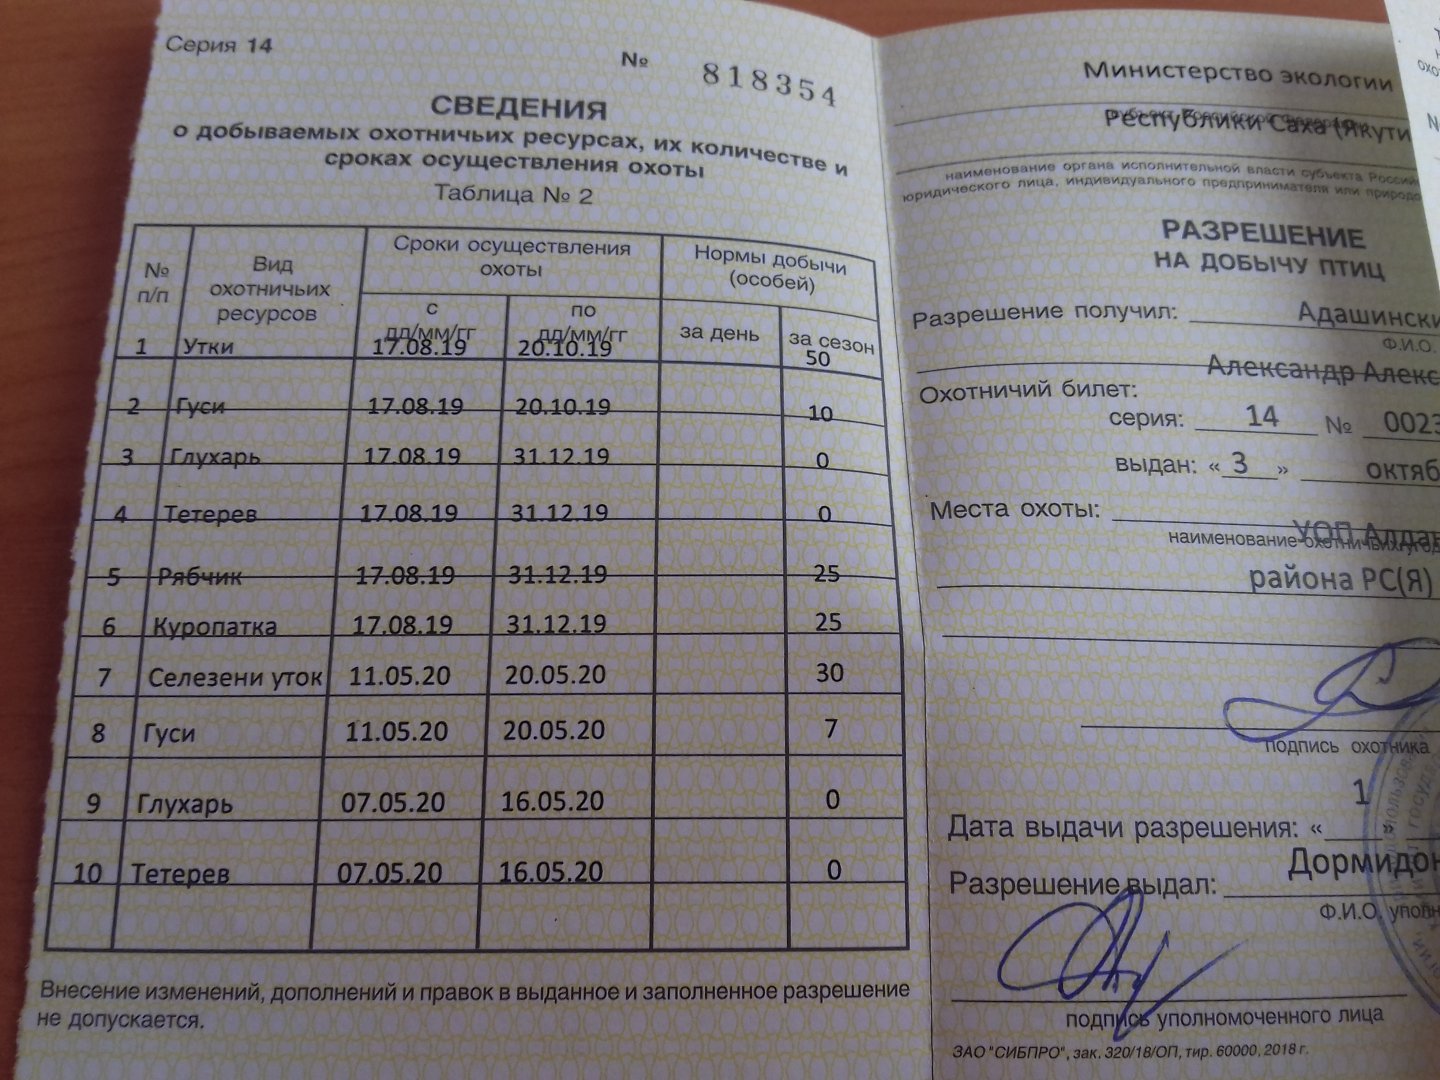 Серия 14
№ 818354
СВЕДЕНИЯ
о добываемых охотничьих ресурсах, их количестве и
сроках осуществления охоты
Таблица № 2
№ п/п Вид охотничьих ресурсов Сроки осуществления охоты Нормы добычи (особей)
с дд/мм/гг по дд/мм/гг за день за сезон
1 Утки 17.08.19 20.10.19 50
2 Гуси 17.08.19 20.10.19 10
3 Глухарь 17.08.19 31.12.19 0
4 Тетерев 17.08.19 31.12.19 0
5 Рябчик 17.08.19 31.12.19 25
6 Куропатка 17.08.19 31.12.19 25
7 Селезени уток 11.05.20 20.05.20 30
8 Гуси 11.05.20 20.05.20 7
9 Глухарь 07.05.20 16.05.20 0
10 Тетерев 07.05.20 16.05.20 0
Внесение изменений, дополнений и правок в выданное и заполненное разрешение
не допускается.
Министерство экологии
Республики Саха (Якути
наименование органа исполнительной власти субъекта Россий
юридического лица, индивидуального предпринимателя или природо
РАЗРЕШЕНИЕ
НА ДОБЫЧУ ПТИЦ
Разрешение получил: Адашински
Ф.И.О.
Александр Алекс
Охотничий билет:
серия: 14 № 0023
выдан: «3» октяб
Места охоты: УОП Алдан
наименование охотничьих угод
района РС(Я)
подпись охотника
Дата выдачи разрешения: «1»
Разрешение выдал: Дормидон
Ф.И.О. уполн
подпись уполномоченного лица
ЗАО "СИБПРО", зак. 320/18/ОП, тир. 60000, 2018 г.